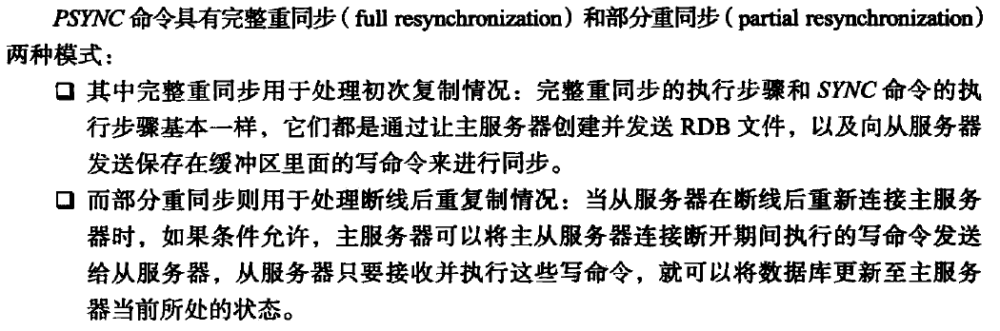 PSYNC 命令具有完整重同步（full resynchronization）和部分重同步（partial resynchronization）
两种模式：
❑ 其中完整重同步用于处理初次复制情况：完整重同步的执行步骤和 SYNC 命令的执
行步骤基本一样，它们都是通过让主服务器创建并发送 RDB 文件，以及向从服务器
发送保存在缓冲区里面的写命令来进行同步。
❑ 而部分重同步则用于处理断线后重复制情况：当从服务器在断线后重新连接主服务
器时，如果条件允许，主服务器可以将主从服务器连接断开期间执行的写命令发送
给从服务器，从服务器只要接收并执行这些写命令，就可以将数据库更新至主服务
器当前所处的状态。